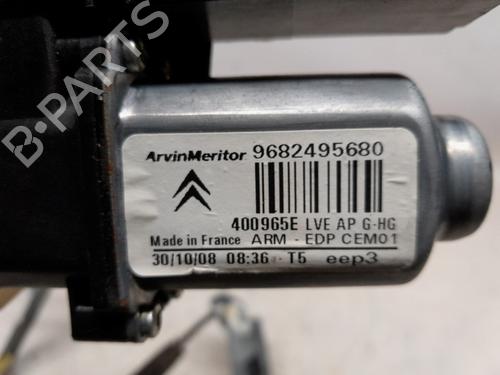 B-PARTS
ArvinMeritor 9682495680
400965E LVE AP G-HG
Made in France ARM - EDP CEM01
30/10/08 08:36 - T5 eep3